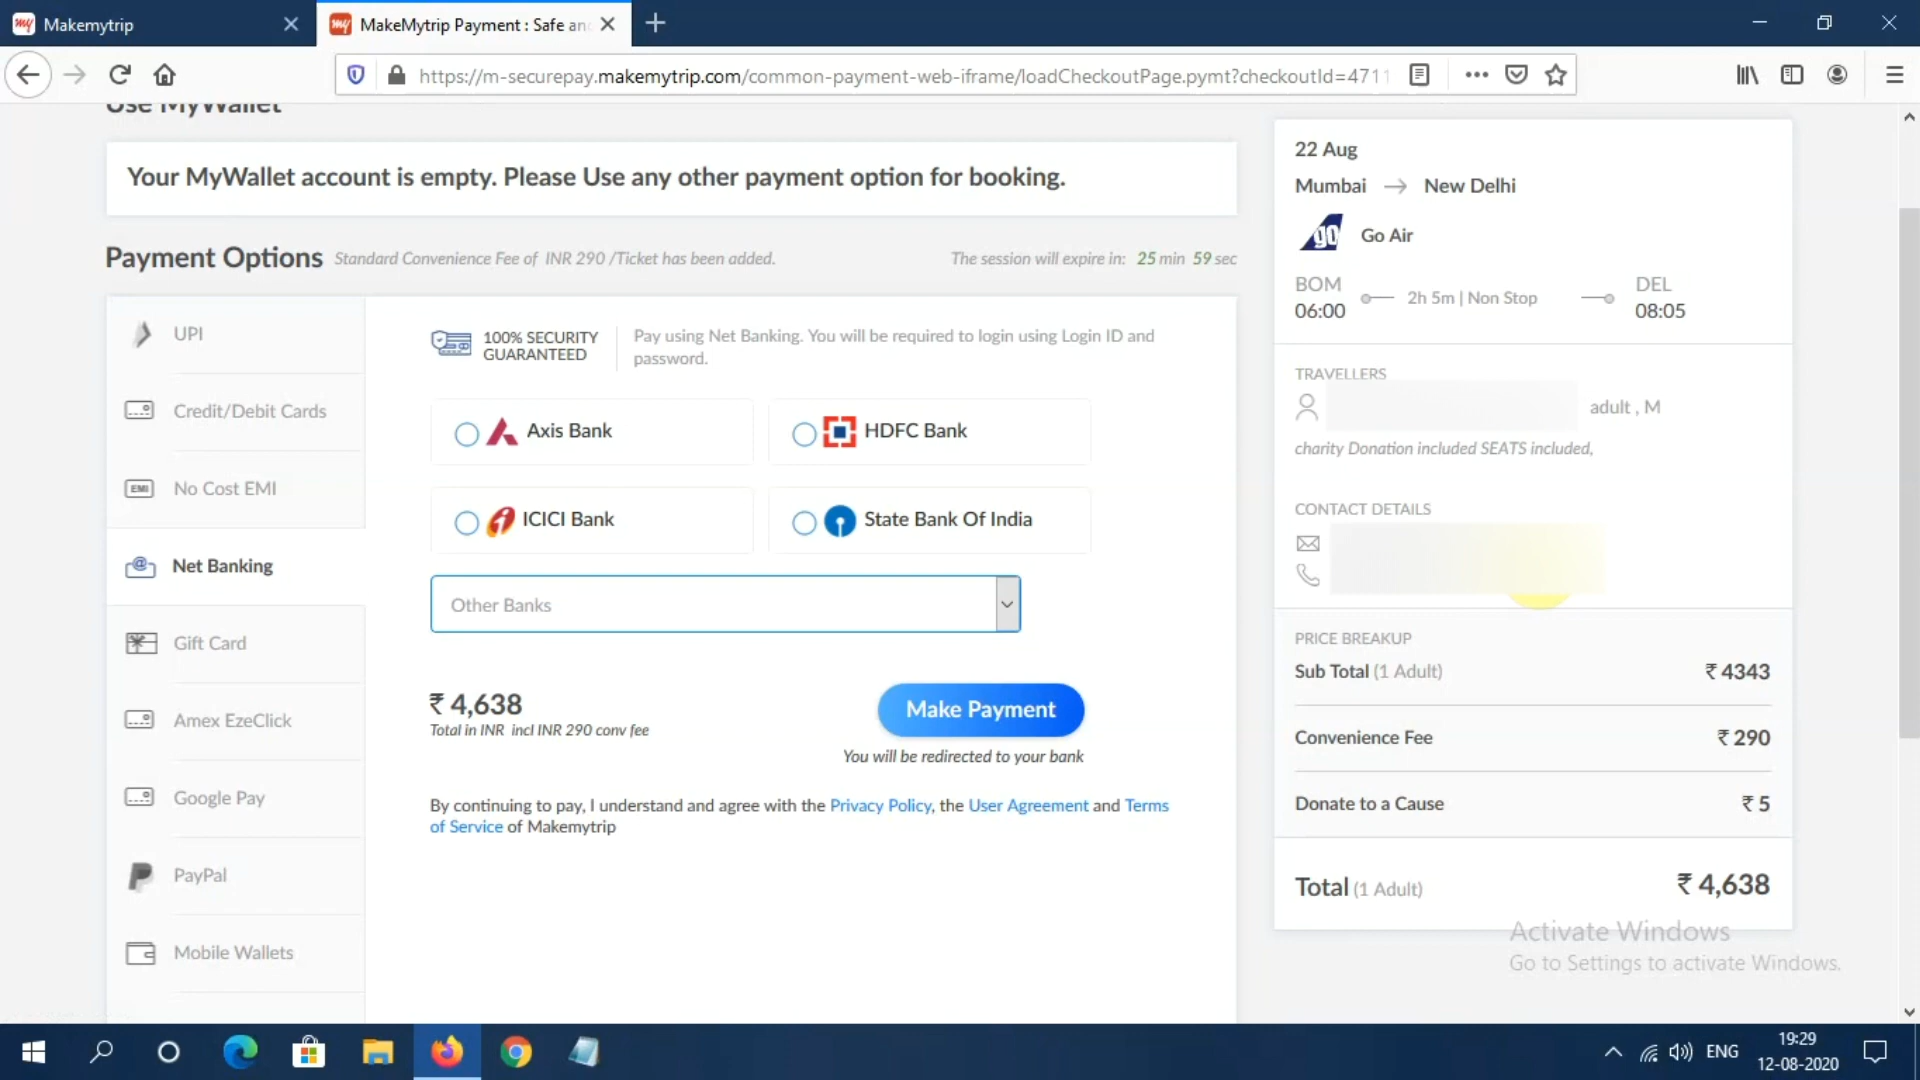 Makemytrip
MakeMytrip Payment : Safe an
https://m-securepay.makemytrip.com/common-payment-web-iframe/loadCheckoutPage.pymt?checkoutId=4711
Use MyWallet
Your MyWallet account is empty. Please Use any other payment option for booking.
Payment Options Standard Convenience Fee of INR 290 /Ticket has been added. The session will expire in: 25 min 59 sec
UPI
Credit/Debit Cards
EMI No Cost EMI
Net Banking
Gift Card
Amex EzeClick
Google Pay
PayPal
Mobile Wallets
100% SECURITY
GUARANTEED
Pay using Net Banking. You will be required to login using Login ID and
password.
Axis Bank
HDFC Bank
ICICI Bank
State Bank Of India
Other Banks
₹ 4,638
Total in INR incl INR 290 conv fee
Make Payment
You will be redirected to your bank
By continuing to pay, I understand and agree with the Privacy Policy, the User Agreement and Terms
of Service of Makemytrip
22 Aug
Mumbai → New Delhi
go Go Air
BOM 2h 5m | Non Stop DEL
06:00 08:05
TRAVELLERS
adult , M
charity Donation included SEATS included,
CONTACT DETAILS
PRICE BREAKUP
Sub Total (1 Adult) ₹ 4343
Convenience Fee ₹ 290
Donate to a Cause ₹ 5
Total (1 Adult) ₹ 4,638
Activate Windows
Go to Settings to activate Windows.
ENG
19:29
12-08-2020